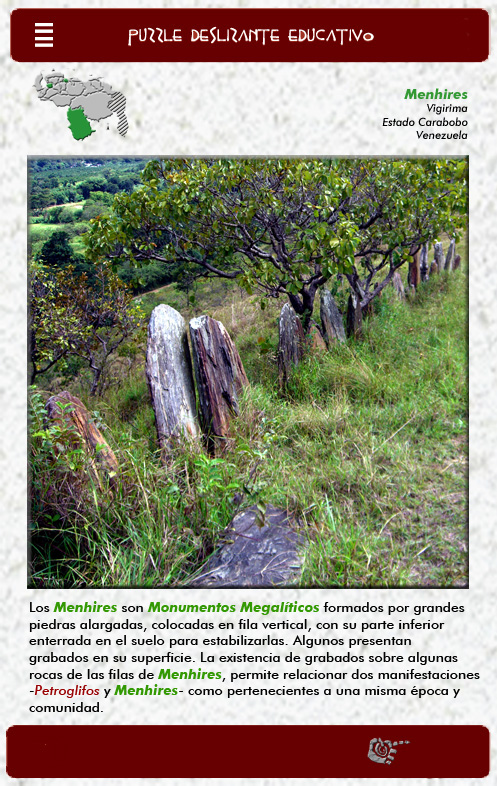 PUZZLE DESLIZANTE EDUCATIVO
Menhires
Vigirima
Estado Carabobo
Venezuela
Los Menhires son Monumentos Megalíticos formados por grandes
piedras alargadas, colocadas en fila vertical, con su parte inferior
enterrada en el suelo para estabilizarlas. Algunos presentan
grabados en su superficie. La existencia de grabados sobre algunas
rocas de las filas de Menhires, permite relacionar dos manifestaciones
-Petroglifos y Menhires- como pertenecientes a una misma época y
comunidad.